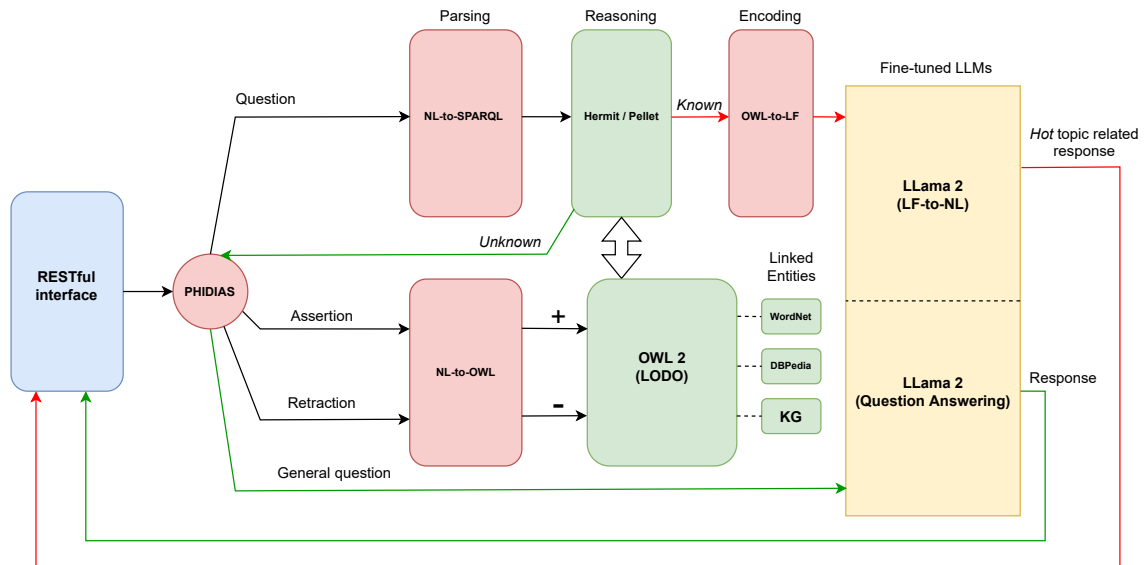 Parsing
Reasoning
Encoding
Fine-tuned LLMs
Question
NL-to-SPARQL
Hermit / Pellet
Known
OWL-to-LF
Hot topic related
response
LLama 2
(LF-to-NL)
Unknown
RESTful
interface
PHIDIAS
Linked
Entities
Assertion
+
WordNet
NL-to-OWL
OWL 2
(LODO)
DBPedia
LLama 2
(Question Answering)
Response
Retraction
-
KG
General question